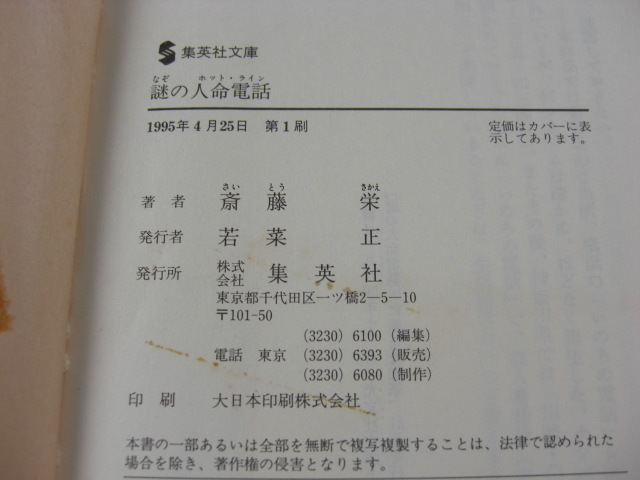 集英社文庫
なぞ ホット・ライン
謎の人命電話
1995年4月25日 第1刷
定価はカバーに表
示してあります。
さい とう さかえ
著者 斎藤 栄
発行者 若菜 正
発行所 株式会社 集英社
東京都千代田区一ツ橋2―5―10
〒101-50
(3230) 6100 (編集)
電話 東京 (3230) 6393 (販売)
(3230) 6080 (制作)
印刷 大日本印刷株式会社
本書の一部あるいは全部を無断で複写複製することは、法律で認められた
場合を除き、著作権の侵害となります。